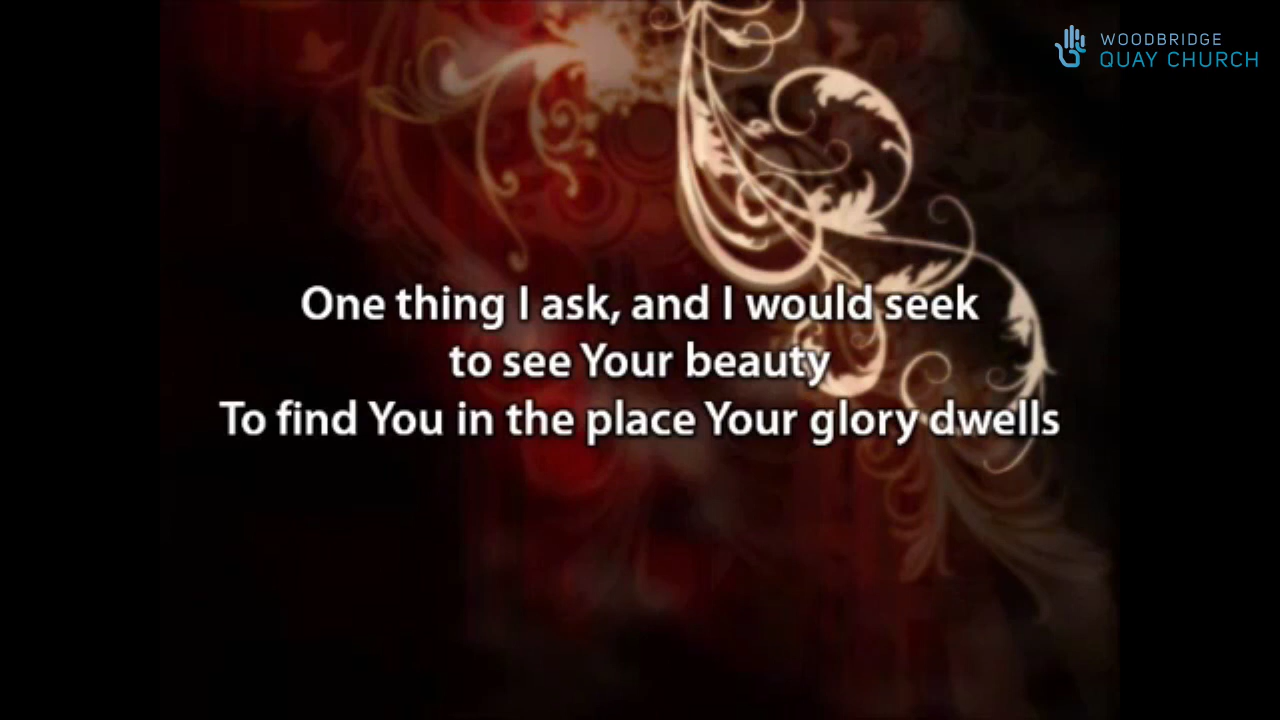 WOODBRIDGE
QUAY CHURCH
One thing I ask, and I would seek
to see Your beauty
To find You in the place Your glory dwells